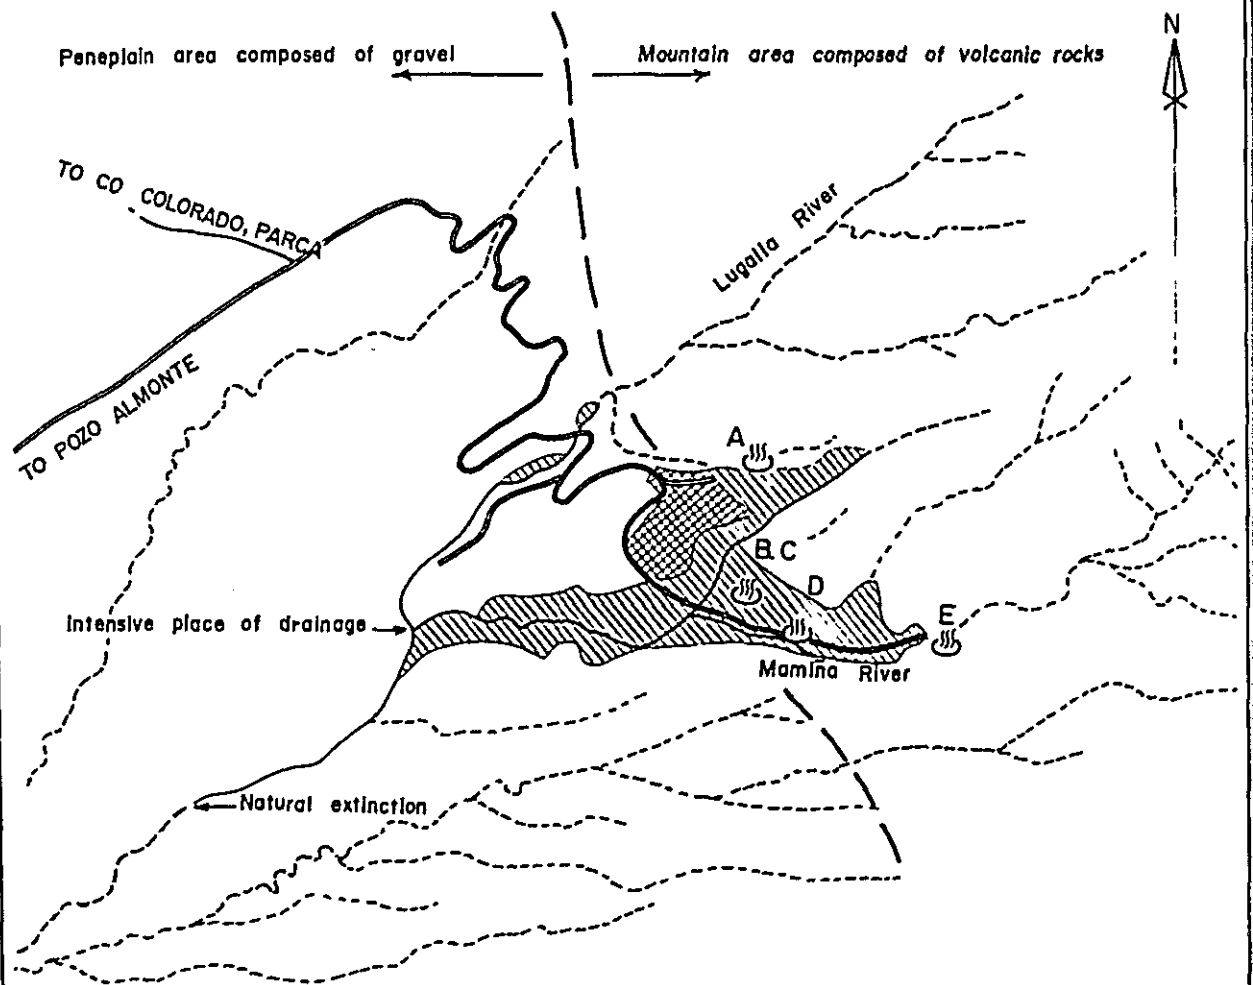 N
Peneplain area composed of gravel
Mountain area composed of volcanic rocks
TO CO COLORADO, PARCA
Lugalla River
TO POZO ALMONTE
A
B. C
D
E
Intensive place of drainage
Mamiña River
Natural extinction